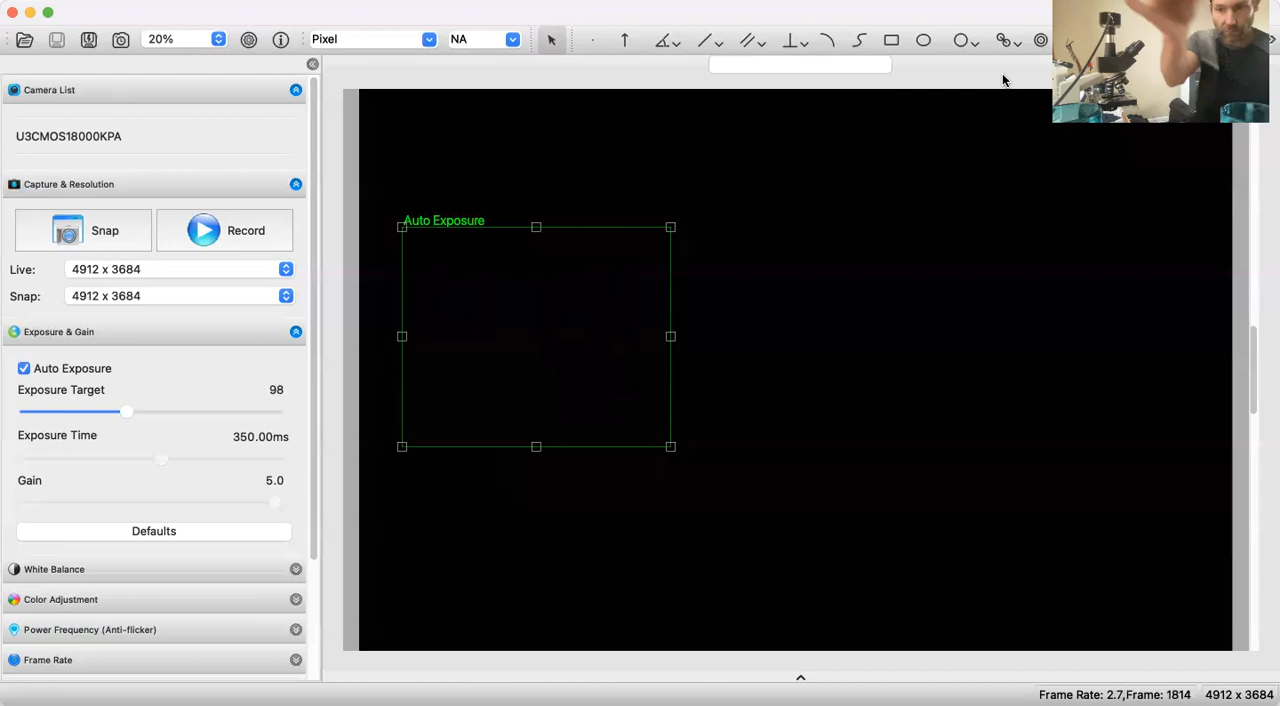 20%
Pixel
NA
Camera List
U3CMOS18000KPA
Capture & Resolution
Snap
Record
Live: 4912 x 3684
Snap: 4912 x 3684
Exposure & Gain
Auto Exposure
Exposure Target 98
Exposure Time 350.00ms
Gain 5.0
Defaults
White Balance
Color Adjustment
Power Frequency (Anti-flicker)
Frame Rate
Auto Exposure
Frame Rate: 2.7,Frame: 1814
4912 x 3684